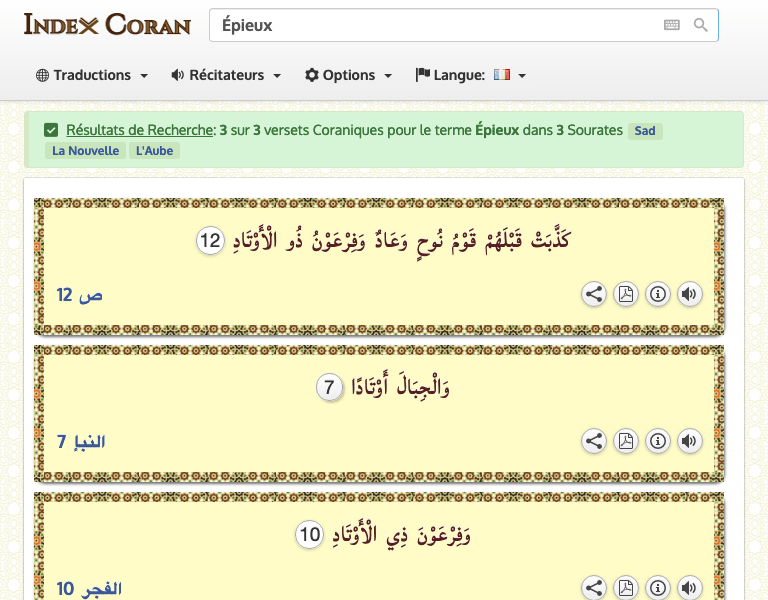 Index Coran
Épieux
Traductions Récitateurs Options Langue:
Résultats de Recherche: 3 sur 3 versets Coraniques pour le terme Épieux dans 3 Sourates Sad
La Nouvelle L'Aube
كَذَّبَتْ قَبْلَهُمْ قَوْمُ نُوحٍ وَعَادٌ وَفِرْعَوْنُ ذُو الْأَوْتَادِ 12
ص 12
وَالْجِبَالَ أَوْتَادًا 7
النبإ 7
وَفِرْعَوْنَ ذِي الْأَوْتَادِ 10
الفجر 10